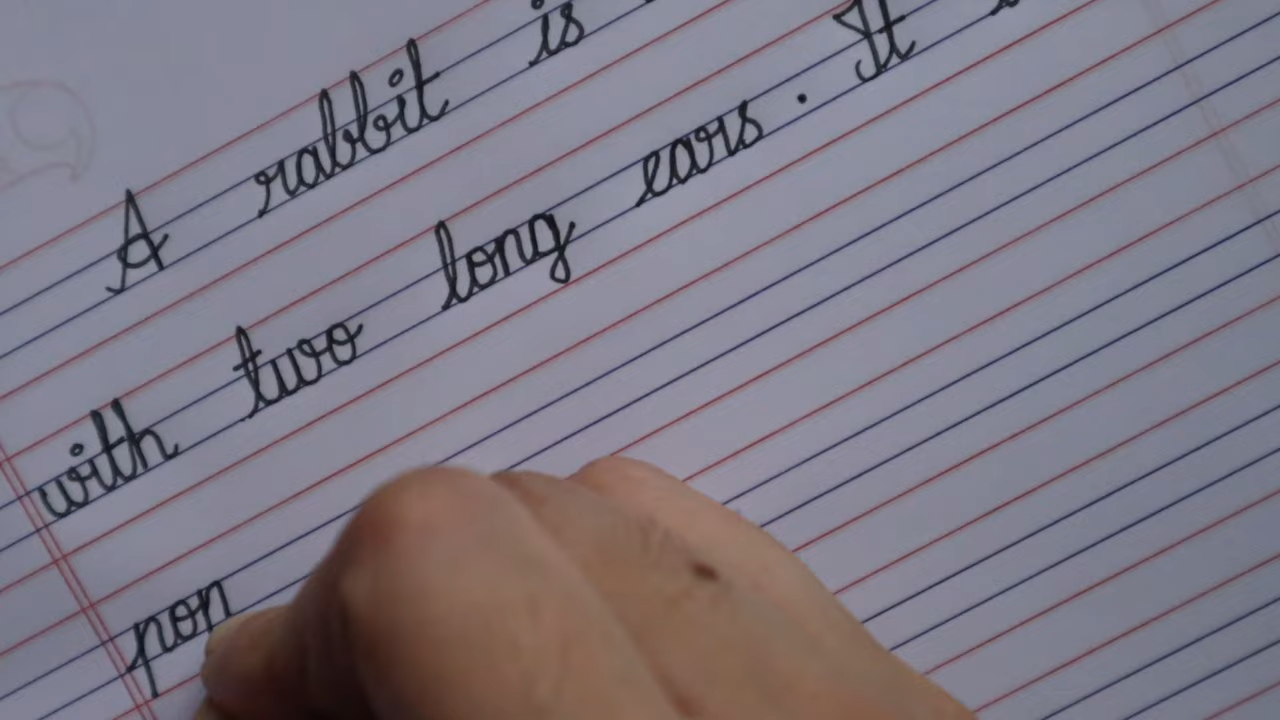 A rabbit is
with two long ears. It
pon